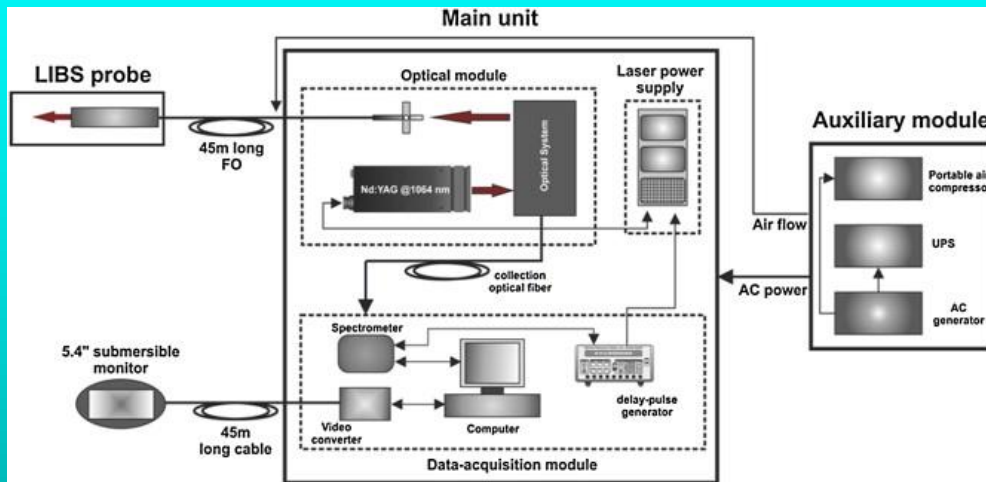 Main unit
LIBS probe
45m long
FO
Optical module
Nd:YAG @1064 nm
Optical System
Laser power
supply
Auxiliary module
Portable air
compressor
UPS
AC
generator
Air flow
AC power
collection
optical fiber
Spectrometer
Video
converter
Computer
delay-pulse
generator
Data-acquisition module
5.4" submersible
monitor
45m
long cable